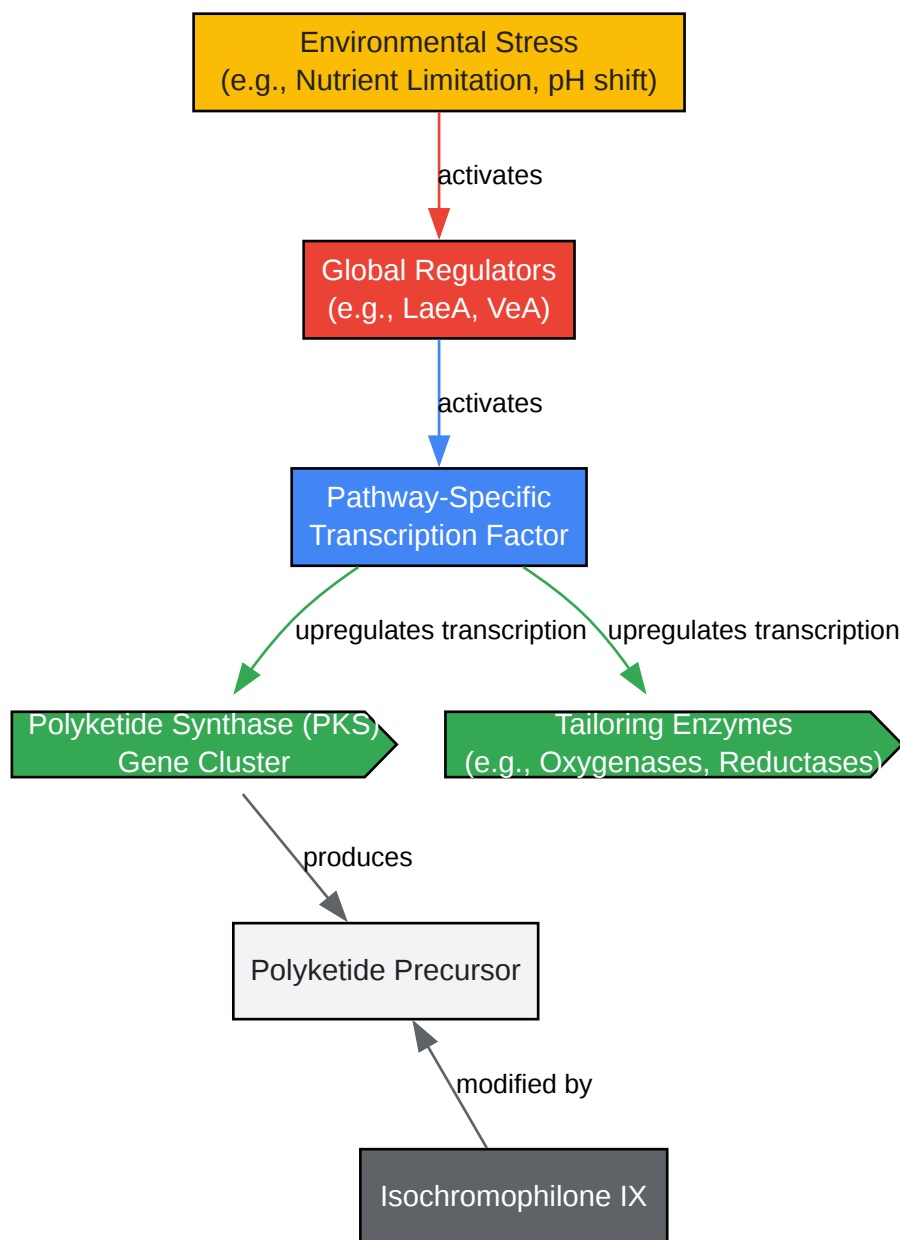 Environmental Stress
(e.g., Nutrient Limitation, pH shift)
activates
Global Regulators
(e.g., LaeA, VeA)
activates
Pathway-Specific
Transcription Factor
upregulates transcription
upregulates transcription
Polyketide Synthase (PKS)
Gene Cluster
Tailoring Enzymes
(e.g., Oxygenases, Reductases)
produces
Polyketide Precursor
modified by
Isochromophilone IX